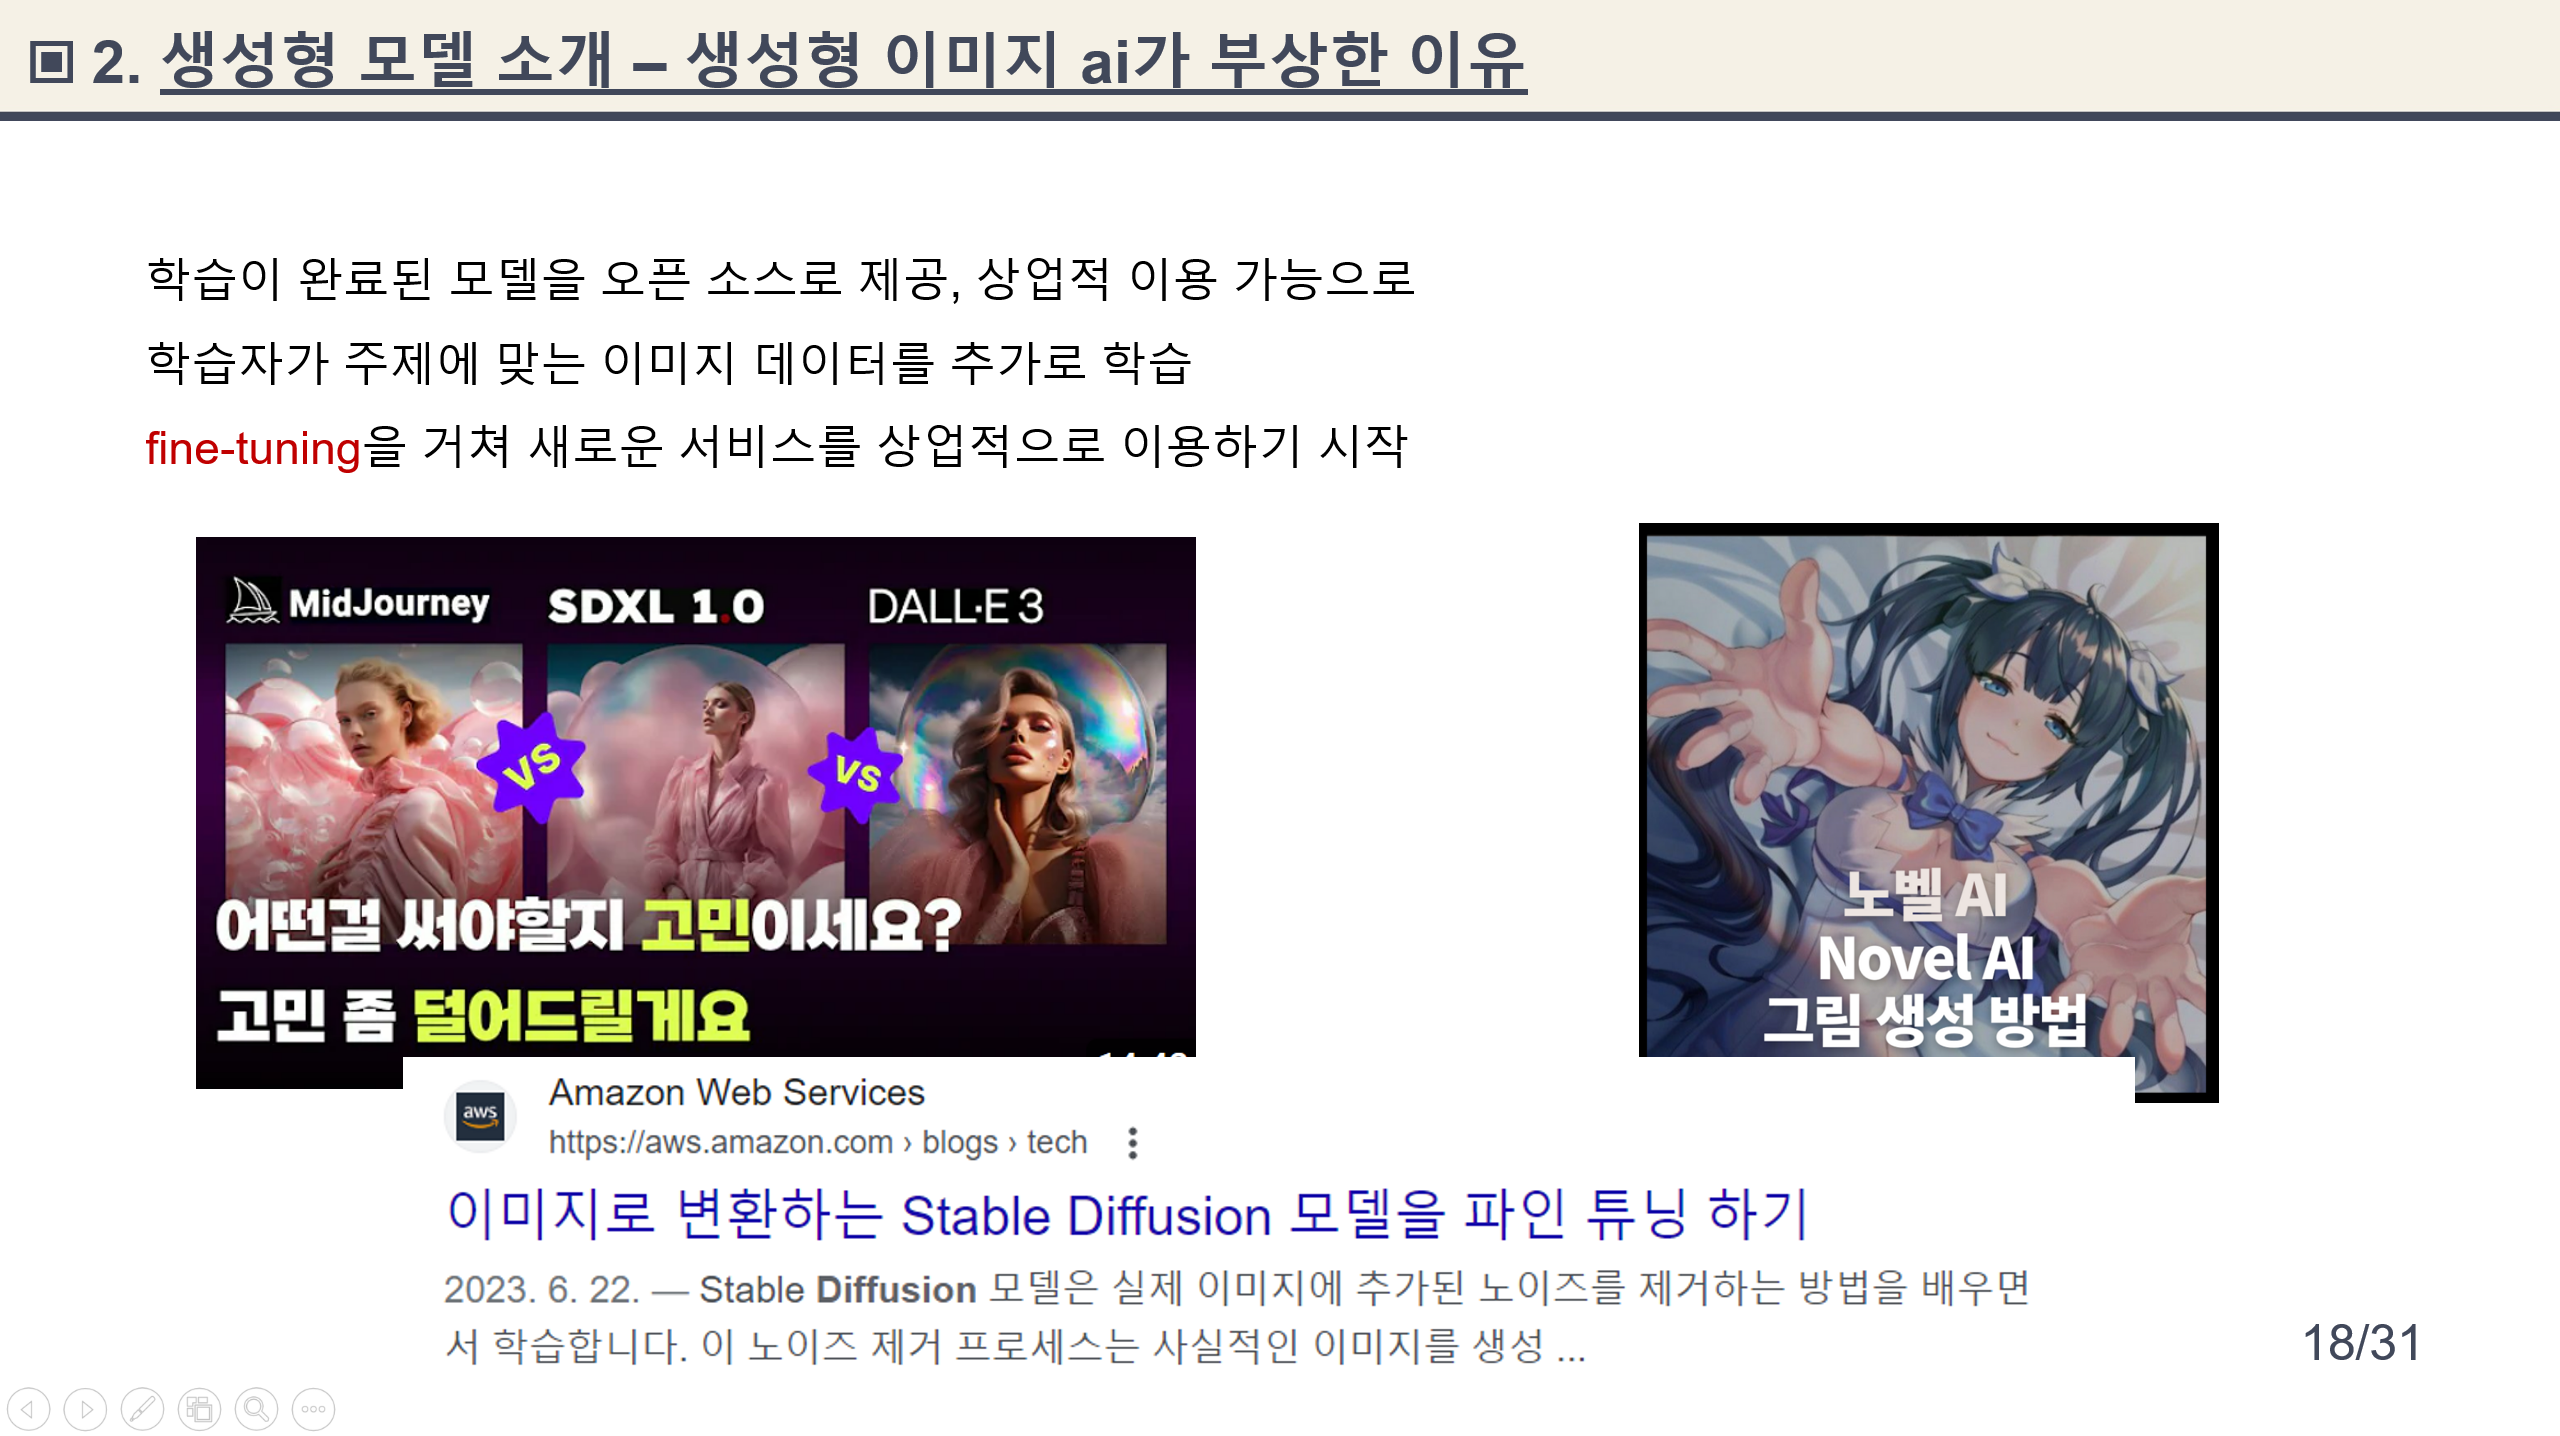 2. 생성형 모델 소개 – 생성형 이미지 ai가 부상한 이유
학습이 완료된 모델을 오픈 소스로 제공, 상업적 이용 가능으로
학습자가 주제에 맞는 이미지 데이터를 추가로 학습
fine-tuning을 거쳐 새로운 서비스를 상업적으로 이용하기 시작
MidJourney
SDXL 1.0
DALL·E 3
VS
VS
어떤걸 써야할지 고민이세요?
고민 좀 덜어드릴게요
노벨 AI
Novel AI
그림 생성 방법
aws
Amazon Web Services
https://aws.amazon.com › blogs › tech
이미지로 변환하는 Stable Diffusion 모델을 파인 튜닝 하기
2023. 6. 22. — Stable Diffusion 모델은 실제 이미지에 추가된 노이즈를 제거하는 방법을 배우면
서 학습합니다. 이 노이즈 제거 프로세스는 사실적인 이미지를 생성 ...
18/31